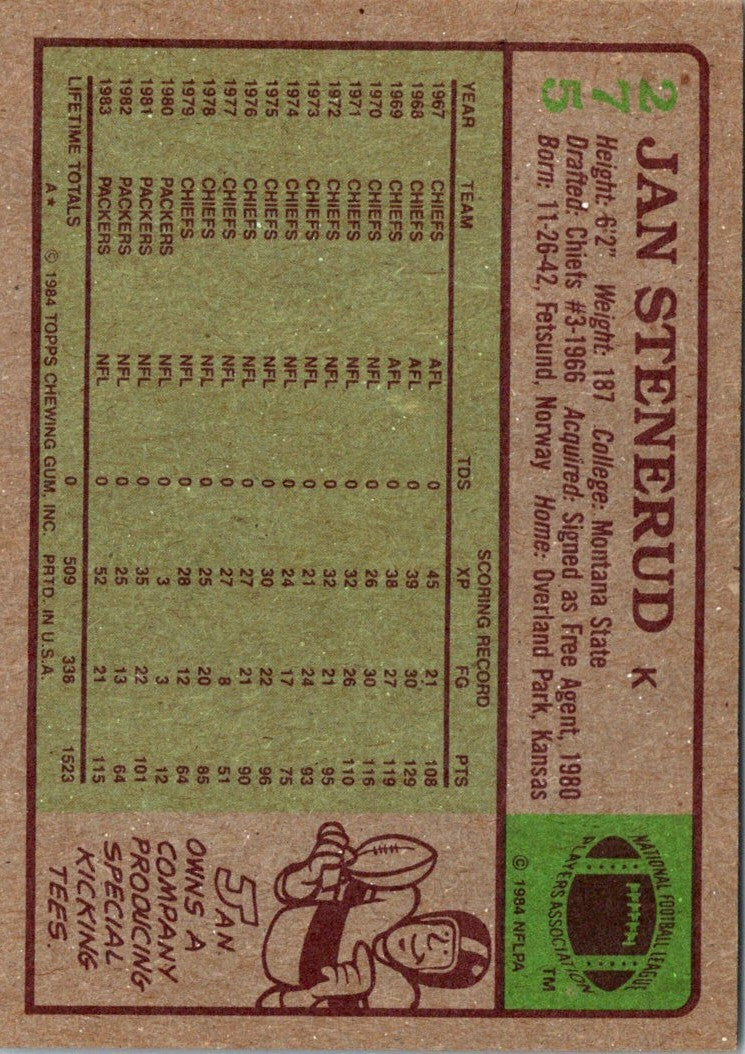 275
JAN STENERUD K
Height: 6'2" Weight: 187 College: Montana State
Drafted: Chiefs #3-1966 Acquired: Signed as Free Agent, 1980
Born: 11-26-42, Fetsund, Norway Home: Overland Park, Kansas
NATIONAL FOOTBALL LEAGUE
PLAYERS ASSOCIATION
TM
© 1984 NFLPA
SCORING RECORD
YEAR TEAM TDS XP FG PTS
1967 CHIEFS AFL 0 45 21 108
1968 CHIEFS AFL 0 39 30 129
1969 CHIEFS AFL 0 38 27 119
1970 CHIEFS NFL 0 26 30 116
1971 CHIEFS NFL 0 32 26 110
1972 CHIEFS NFL 0 32 21 95
1973 CHIEFS NFL 0 21 24 93
1974 CHIEFS NFL 0 24 17 75
1975 CHIEFS NFL 0 30 22 96
1976 CHIEFS NFL 0 27 21 90
1977 CHIEFS NFL 0 27 8 51
1978 CHIEFS NFL 0 25 20 85
1979 CHIEFS NFL 0 28 12 64
1980 PACKERS NFL 0 3 3 12
1981 PACKERS NFL 0 35 22 101
1982 PACKERS NFL 0 25 13 64
1983 PACKERS NFL 0 52 21 115
LIFETIME TOTALS 0 509 338 1523
A* © 1984 TOPPS CHEWING GUM, INC. PRTD. IN U.S.A.
JAN
OWNS A
COMPANY
PRODUCING
SPECIAL
KICKING
TEES.